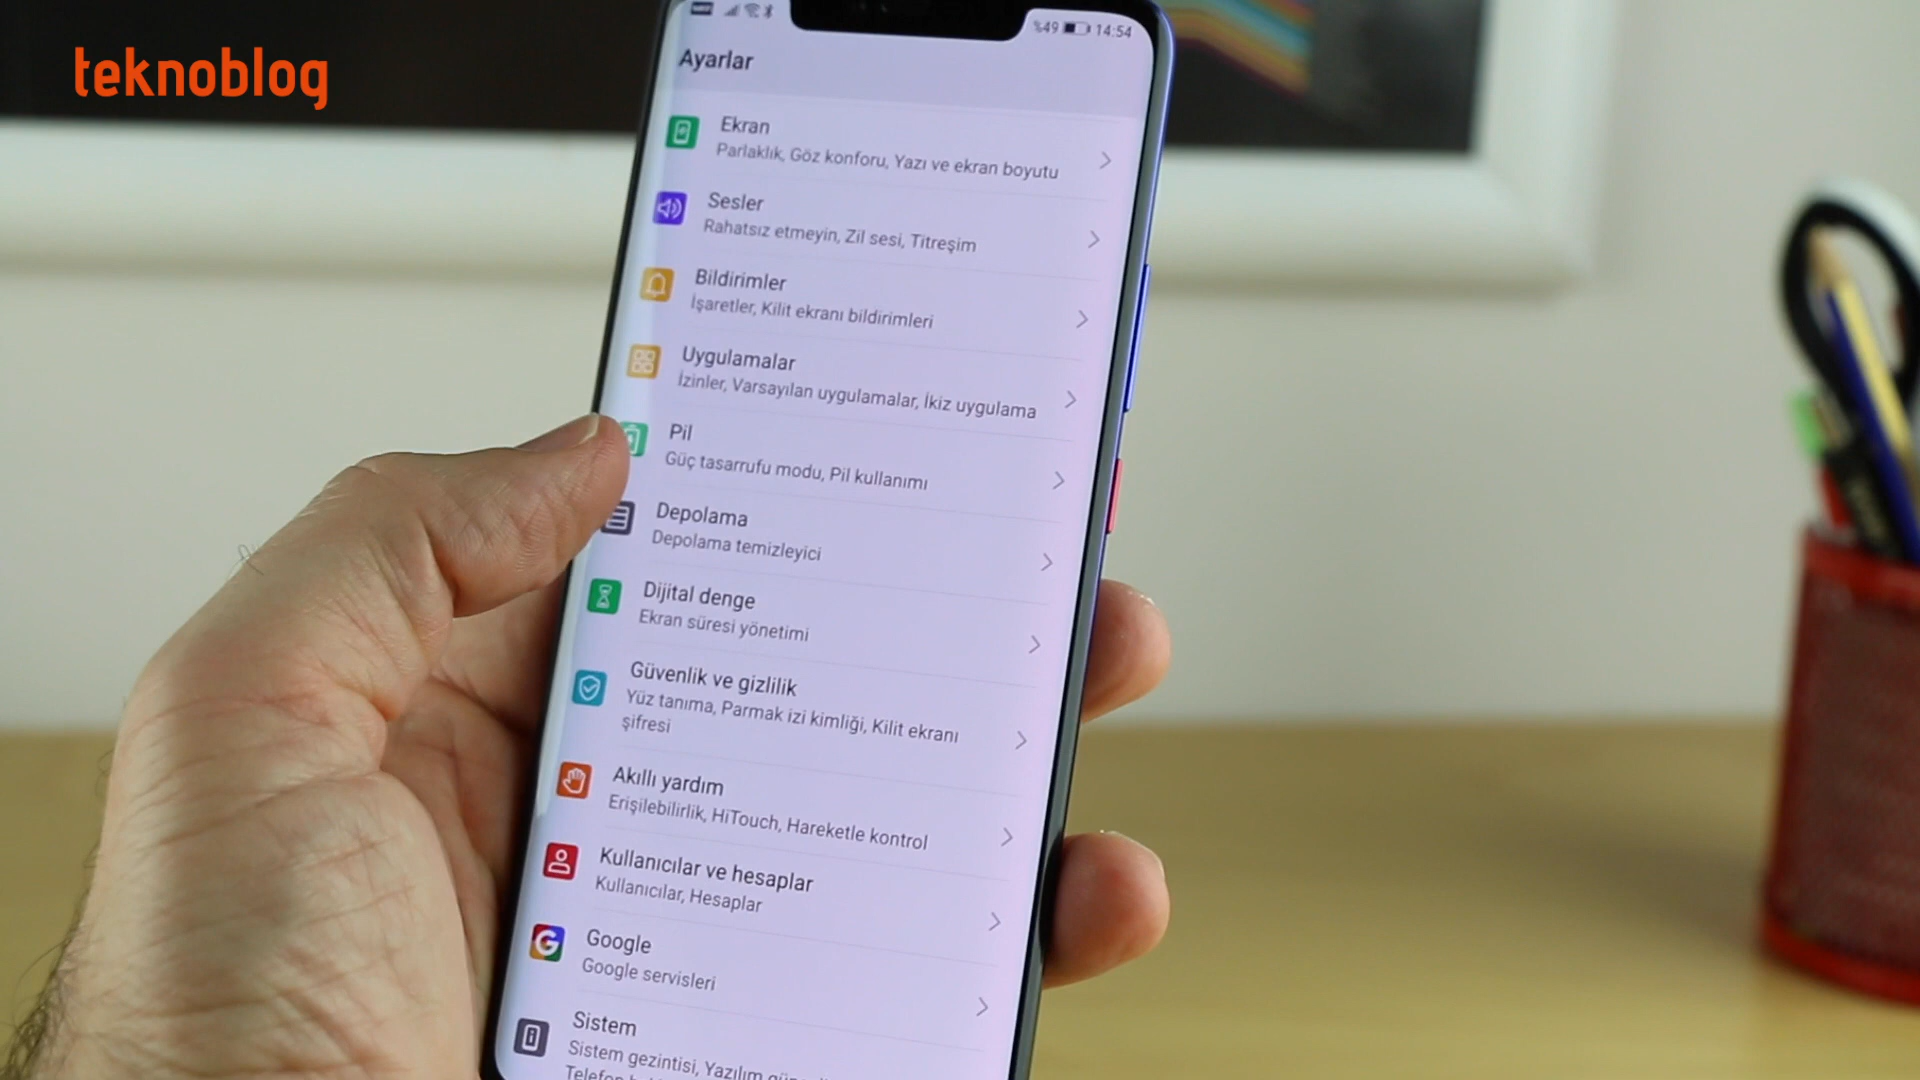 teknoblog
%49 14:54
Ayarlar
Ekran
Parlaklık, Göz konforu, Yazı ve ekran boyutu
Sesler
Rahatsız etmeyin, Zil sesi, Titreşim
Bildirimler
İşaretler, Kilit ekranı bildirimleri
Uygulamalar
İzinler, Varsayılan uygulamalar, İkiz uygulama
Pil
Güç tasarrufu modu, Pil kullanımı
Depolama
Depolama temizleyici
Dijital denge
Ekran süresi yönetimi
Güvenlik ve gizlilik
Yüz tanıma, Parmak izi kimliği, Kilit ekranı
şifresi
Akıllı yardım
Erişilebilirlik, HiTouch, Hareketle kontrol
Kullanıcılar ve hesaplar
Kullanıcılar, Hesaplar
Google
Google servisleri
Sistem
Sistem gezintisi, Yazılım
Telefon